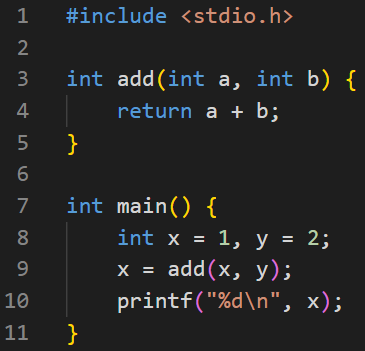 1 #include <stdio.h>
2
3 int add(int a, int b) {
4     return a + b;
5 }
6
7 int main() {
8     int x = 1, y = 2;
9     x = add(x, y);
10     printf("%d\n", x);
11 }